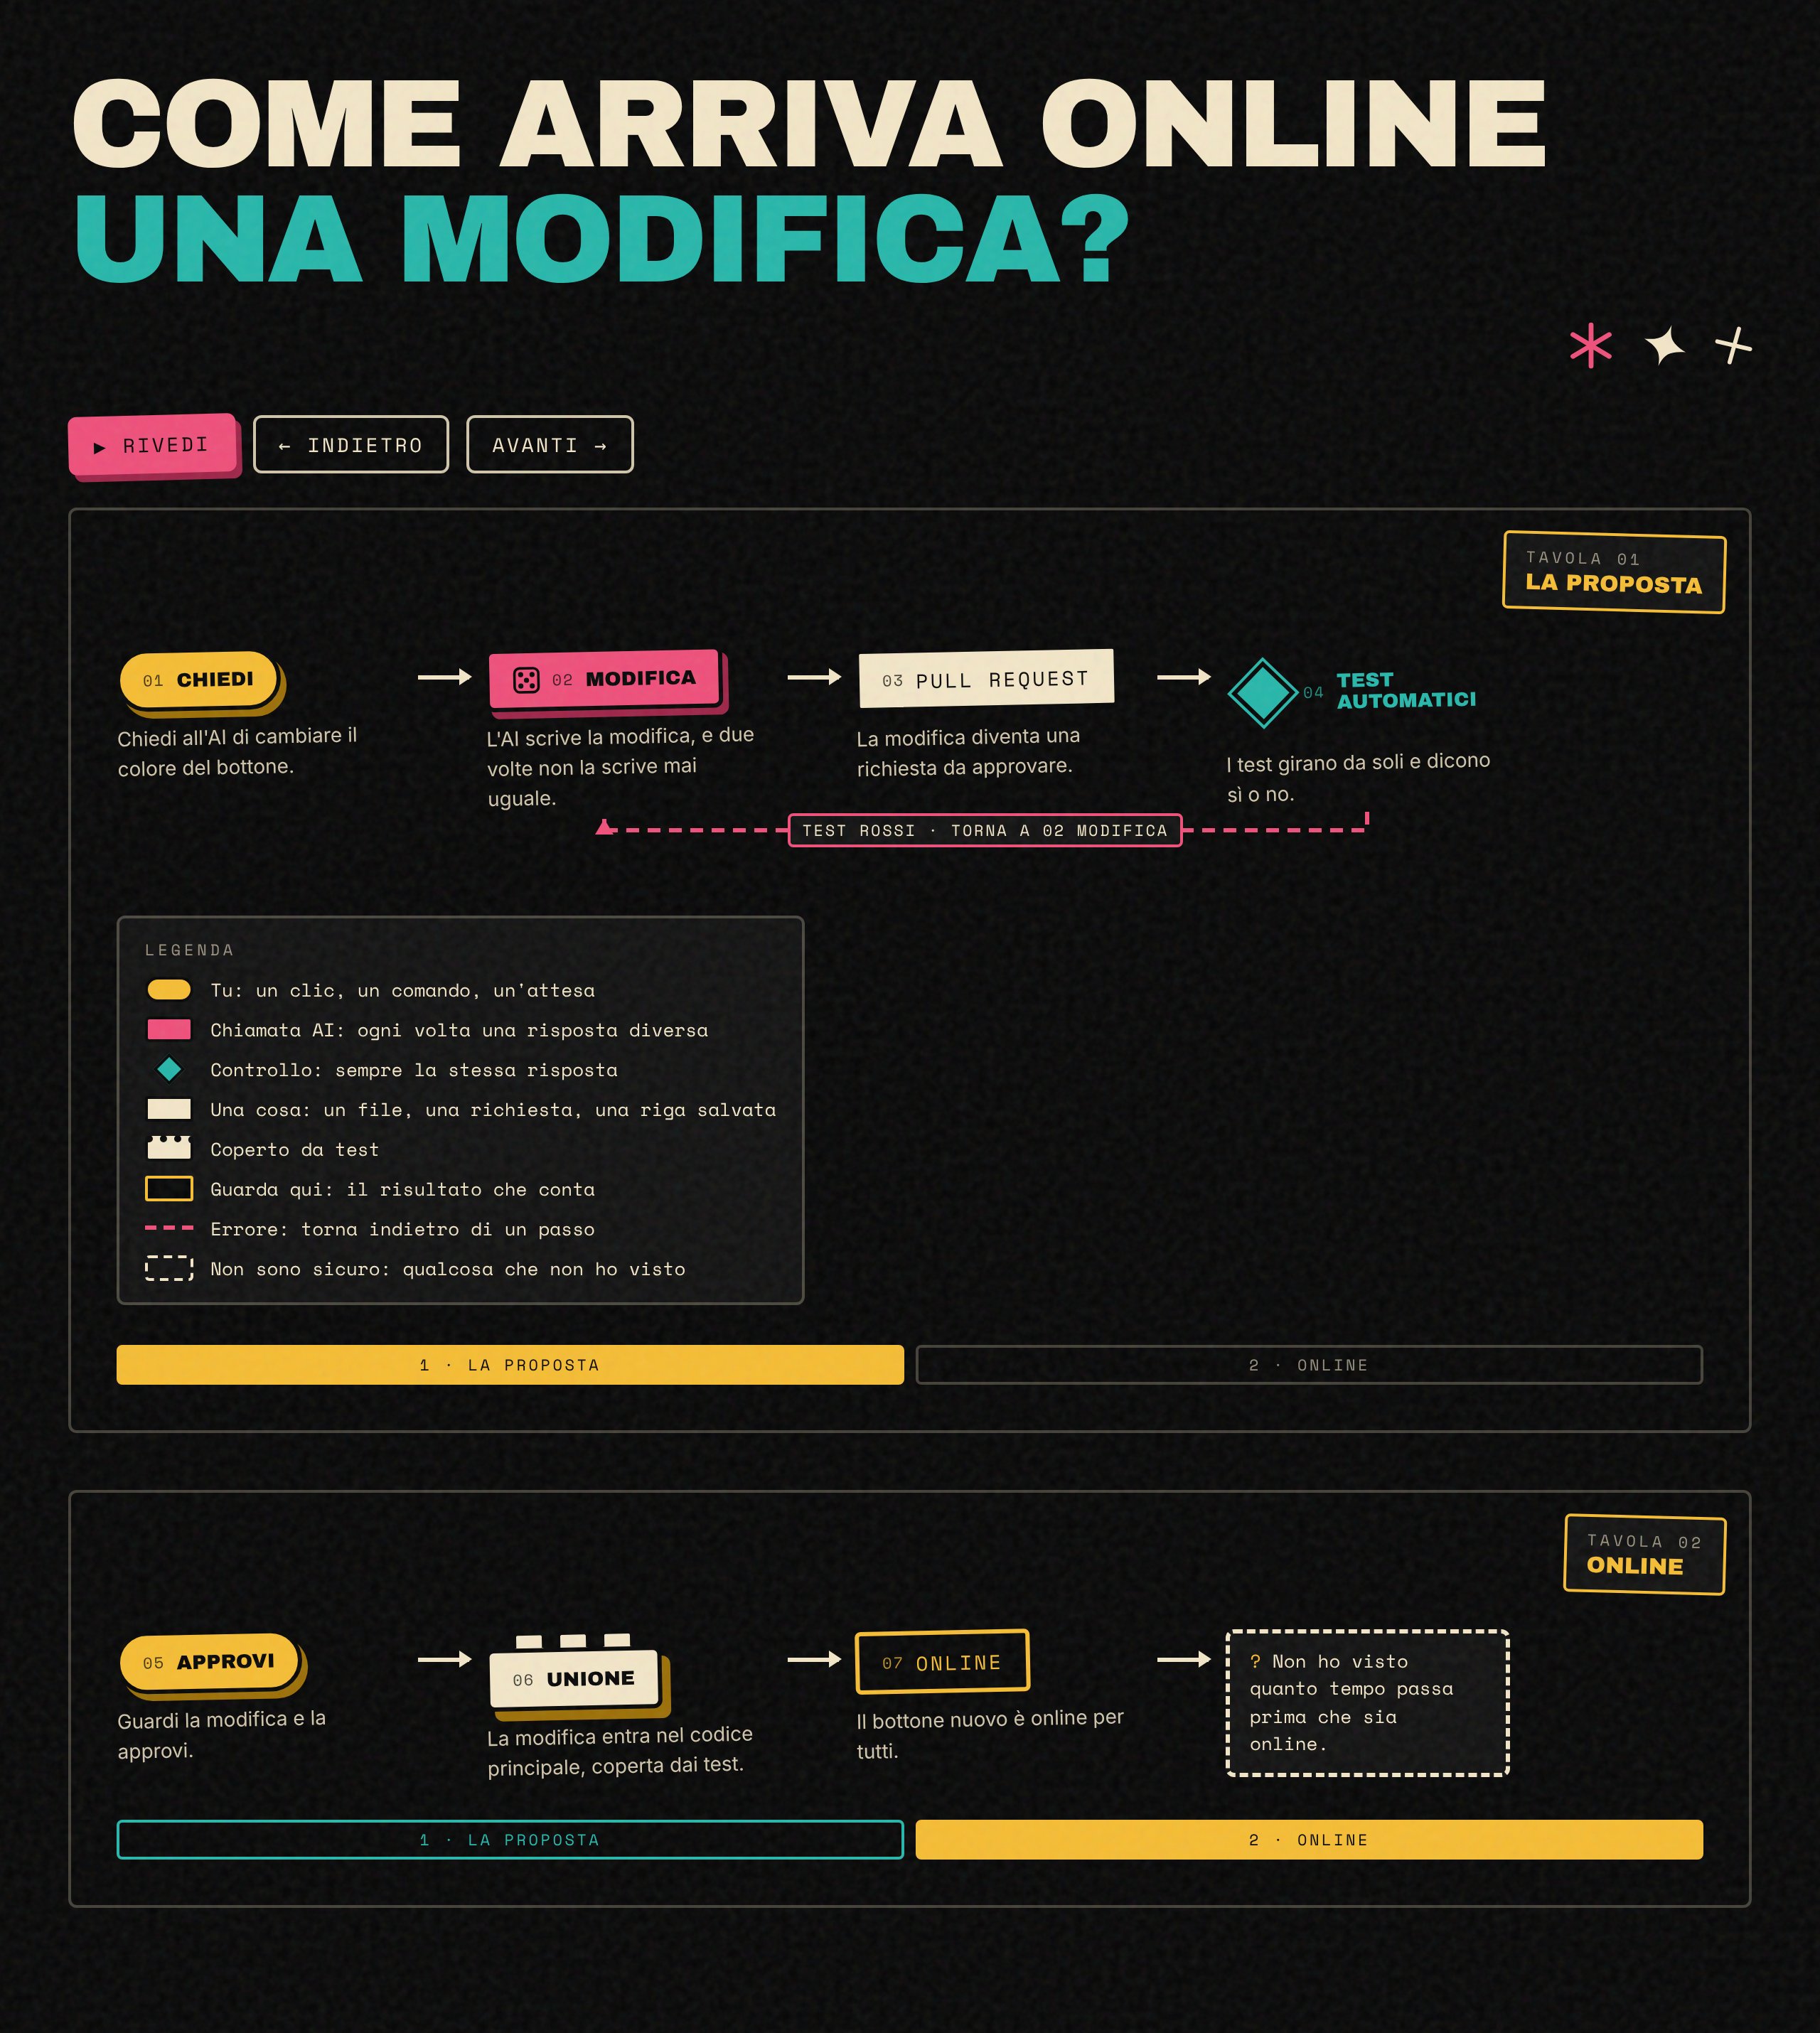 COME ARRIVA ONLINE
UNA MODIFICA?
▶ RIVEDI
← INDIETRO
AVANTI →
TAVOLA 01
LA PROPOSTA
01 CHIEDI
Chiedi all'AI di cambiare il
colore del bottone.
02 MODIFICA
L'AI scrive la modifica, e due
volte non la scrive mai
uguale.
03 PULL REQUEST
La modifica diventa una
richiesta da approvare.
04 TEST
AUTOMATICI
I test girano da soli e dicono
sì o no.
TEST ROSSI · TORNA A 02 MODIFICA
LEGENDA
Tu: un clic, un comando, un'attesa
Chiamata AI: ogni volta una risposta diversa
Controllo: sempre la stessa risposta
Una cosa: un file, una richiesta, una riga salvata
Coperto da test
Guarda qui: il risultato che conta
Errore: torna indietro di un passo
Non sono sicuro: qualcosa che non ho visto
1 · LA PROPOSTA
2 · ONLINE
TAVOLA 02
ONLINE
05 APPROVI
Guardi la modifica e la
approvi.
06 UNIONE
La modifica entra nel codice
principale, coperta dai test.
07 ONLINE
Il bottone nuovo è online per
tutti.
? Non ho visto
quanto tempo passa
prima che sia
online.
1 · LA PROPOSTA
2 · ONLINE